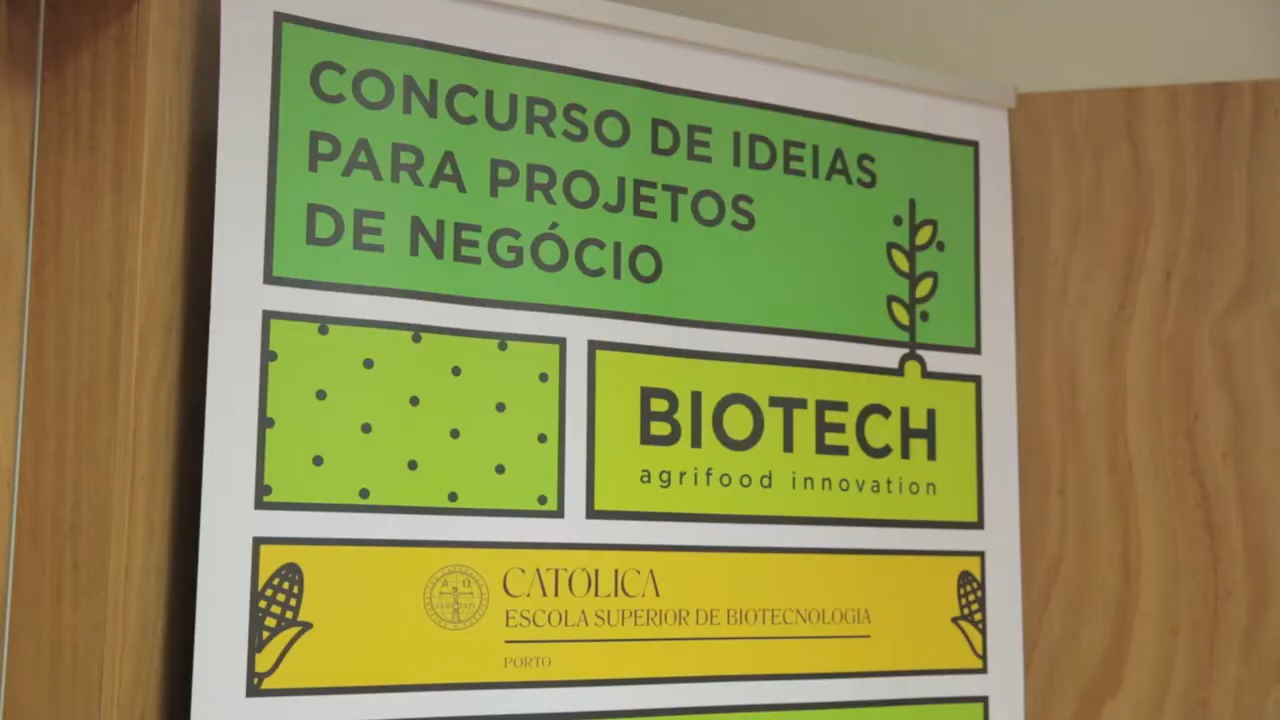 CONCURSO DE IDEIAS
PARA PROJETOS
DE NEGÓCIO
BIOTECH
agrifood innovation
CATÓLICA
ESCOLA SUPERIOR DE BIOTECNOLOGIA
PORTO